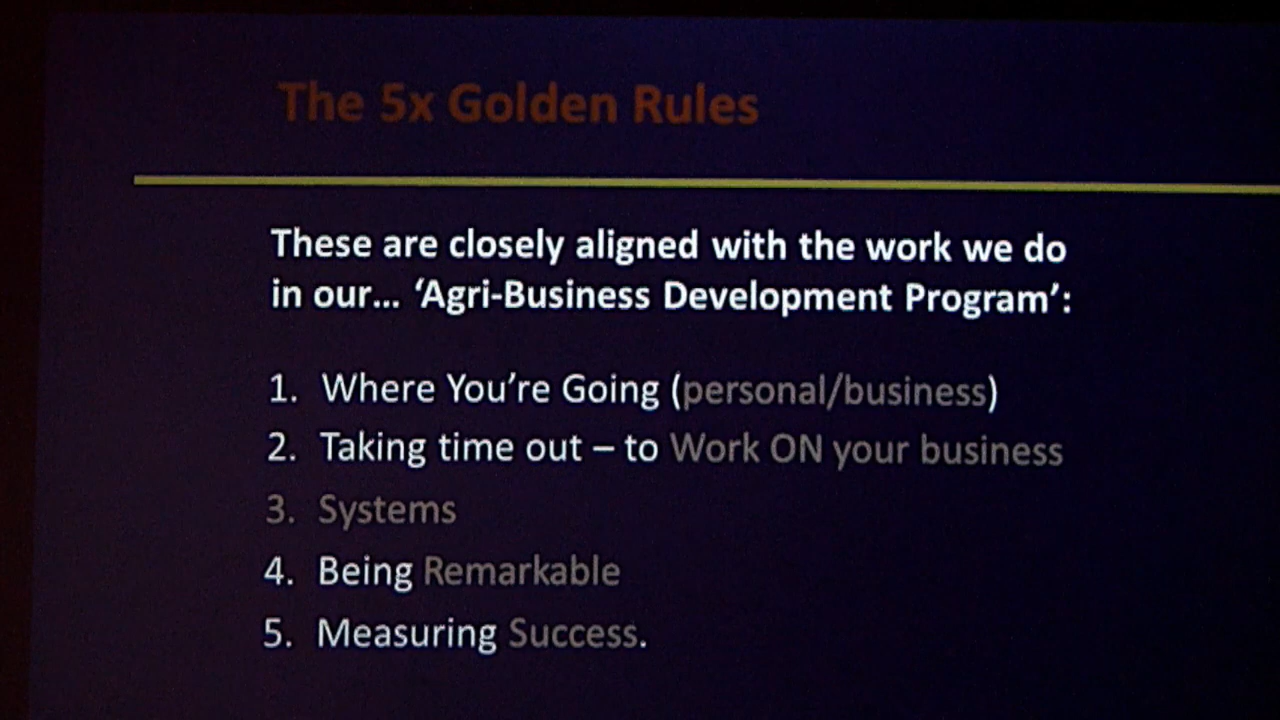 The 5x Golden Rules
These are closely aligned with the work we do
in our... ‘Agri-Business Development Program’:
1. Where You’re Going (personal/business)
2. Taking time out – to Work ON your business
3. Systems
4. Being Remarkable
5. Measuring Success.